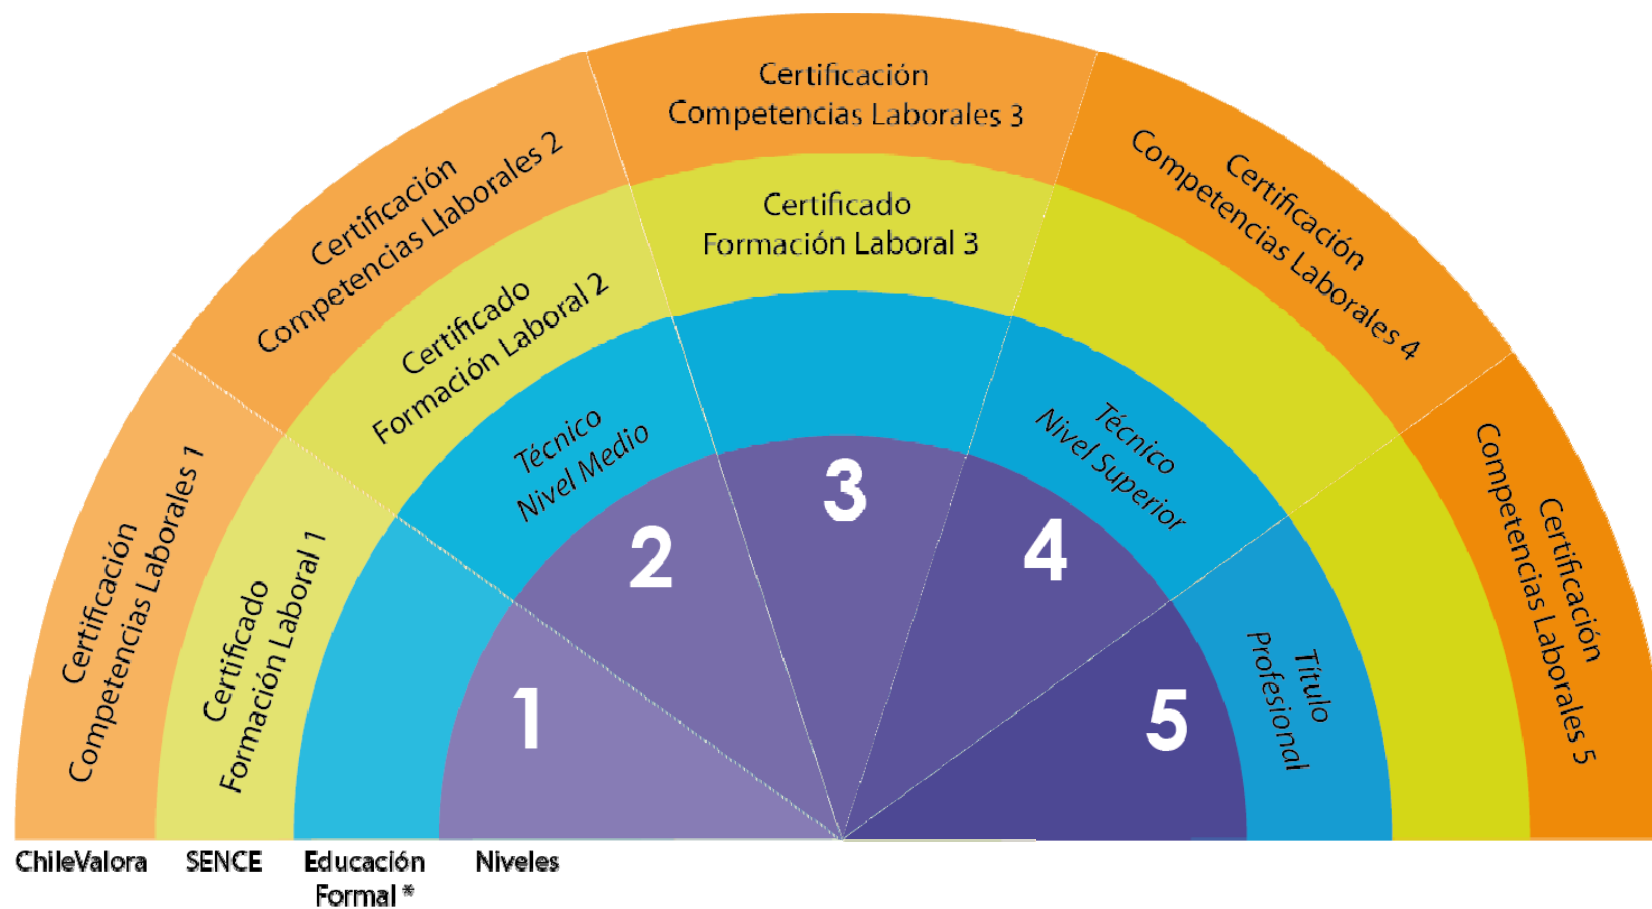 Certificación
Competencias Laborales 1
Certificación
Competencias Llaborales 2
Certificación
Competencias Laborales 3
Certificación
Competencias Laborales 4
Certificación
Competencias Laborales 5
Certificado
Formación Laboral 1
Certificado
Formación Laboral 2
Certificado
Formación Laboral 3
Técnico
Nivel Medio
Técnico
Nivel Superior
Título
Profesional
1
2
3
4
5
ChileValora
SENCE
Educación
Formal *
Niveles